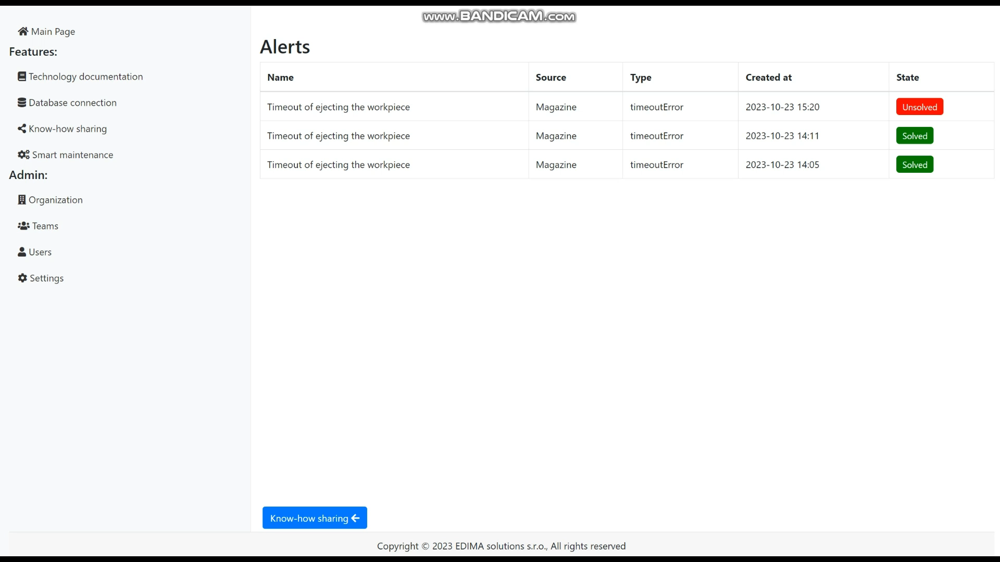 www.BANDICAM.com
Main Page
Features:
Technology documentation
Database connection
Know-how sharing
Smart maintenance
Admin:
Organization
Teams
Users
Settings
Alerts
Name Source Type Created at State
Timeout of ejecting the workpiece Magazine timeoutError 2023-10-23 15:20 Unsolved
Timeout of ejecting the workpiece Magazine timeoutError 2023-10-23 14:11 Solved
Timeout of ejecting the workpiece Magazine timeoutError 2023-10-23 14:05 Solved
Know-how sharing
Copyright © 2023 EDIMA solutions s.r.o., All rights reserved